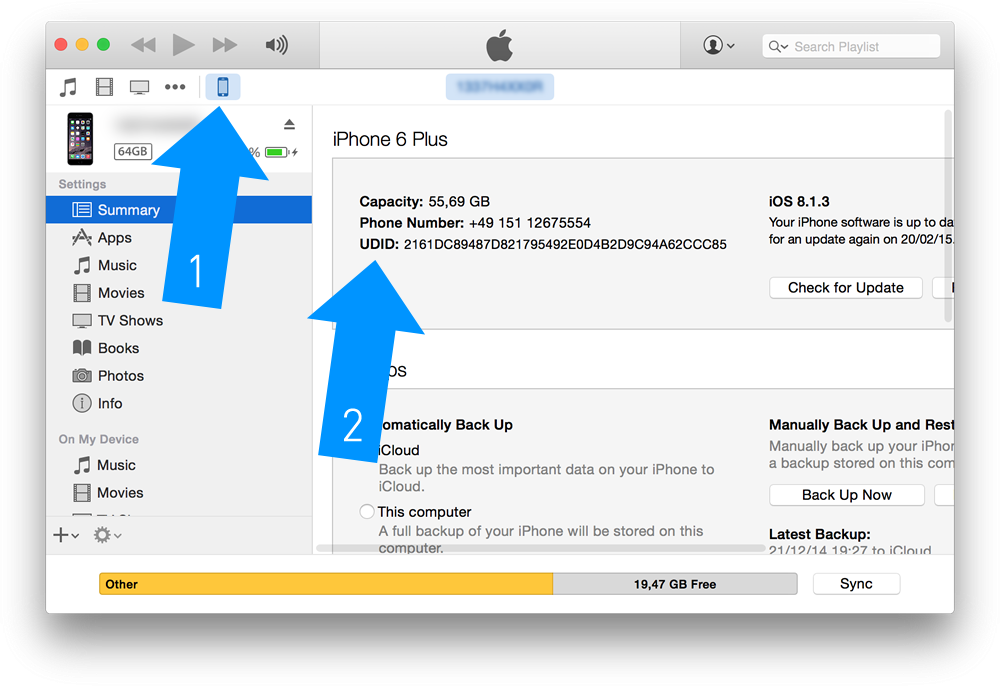 Search Playlist
64GB
%
Settings
Summary
Apps
Music
Movies
TV Shows
Books
Photos
Info
On My Device
Music
Movies
1
iPhone 6 Plus
Capacity: 55,69 GB
Phone Number: +49 151 12675554
UDID: 2161DC89487D821795492E0D4B2D9C94A62CCC85
iOS 8.1.3
Your iPhone software is up to da
for an update again on 20/02/15.
Check for Update
2
omatically Back Up
iCloud
Back up the most important data on your iPhone to
iCloud.
This computer
A full backup of your iPhone will be stored on this
computer.
Manually Back Up and Rest
Manually back up your iPhon
a backup stored on this com
Back Up Now
Latest Backup:
21/12/14 19:27 to iCloud
Other
19,47 GB Free
Sync